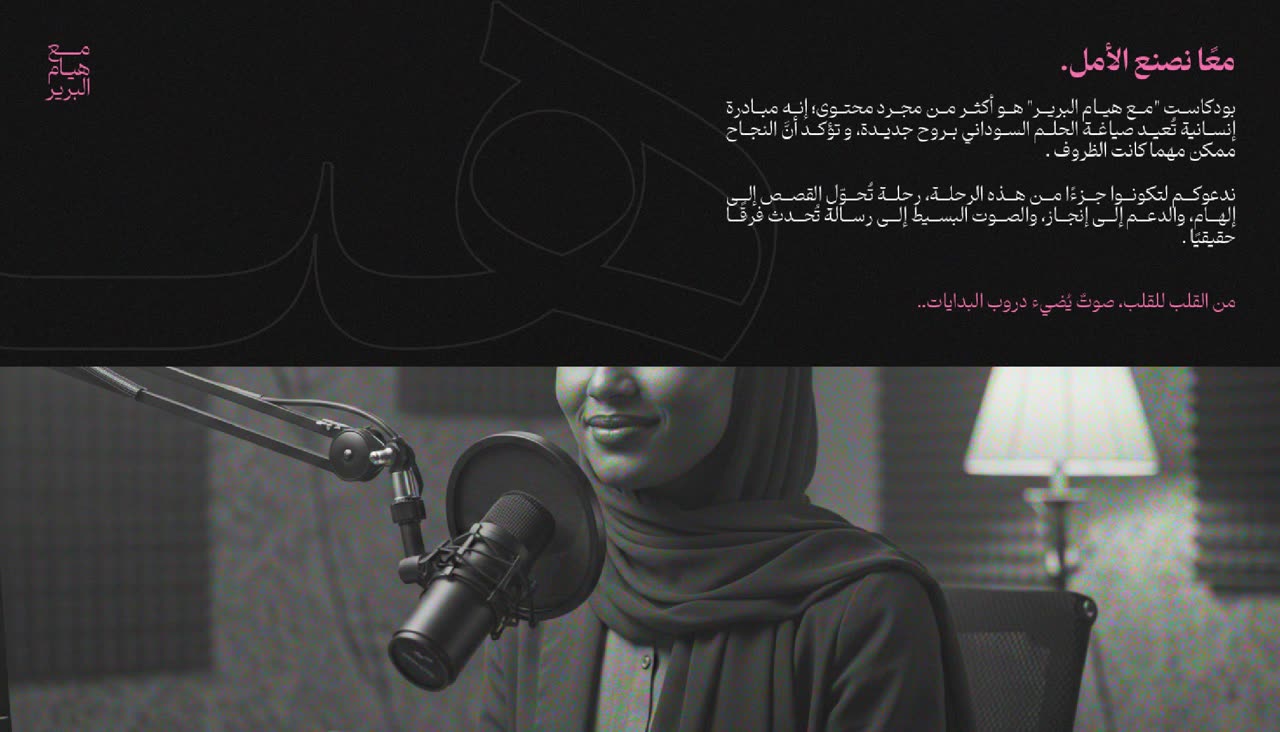 معًا نصنع الأمل.
مع
هيام
البرير
بودكاست "مع هيام البرير" هو أكثر من مجرد محتوى؛ إنه مبادرة
إنسانية تُعيد صياغة الحلم السوداني بروح جديدة، و تؤكد أنَّ النجاح
ممكن مهما كانت الظروف .
ندعوكم لتكونوا جزءًا من هذه الرحلة، رحلة تُحوّل القصص إلى
إلهام، والدعم إلى إنجاز، والصوت البسيط إلى رسالة تُحدث فرقًا
حقيقيًا .
من القلب للقلب، صوتٌ يُضيء دروب البدايات..
هيـ